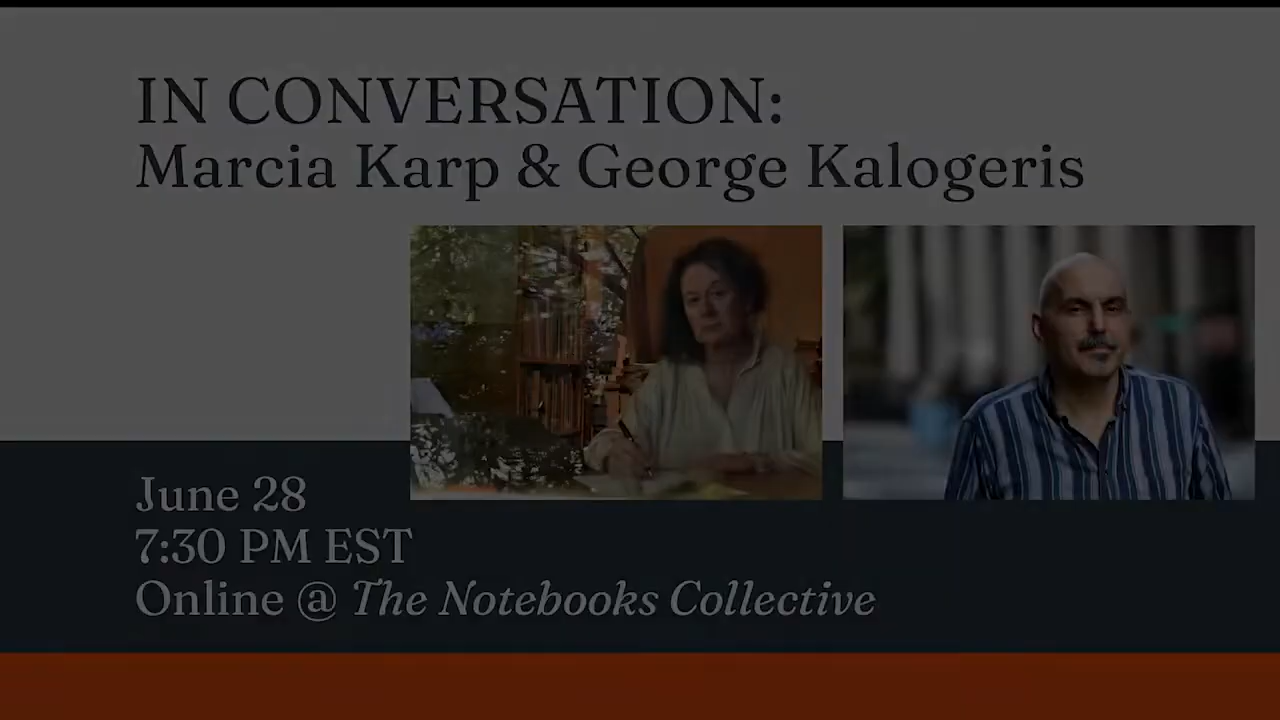 IN CONVERSATION:
Marcia Karp & George Kalogeris
June 28
7:30 PM EST
Online @ The Notebooks Collective